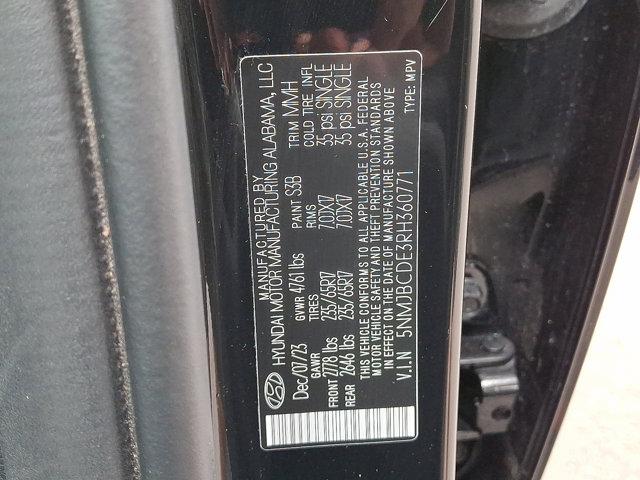 MANUFACTURED BY
HYUNDAI MOTOR MANUFACTURING ALABAMA, LLC
Dec/07/23 GVWR 4761 lbs PAINT S3B TRIM MMH
GAWR TIRES RIMS COLD TIRE INFL
FRONT 2778 lbs 235/65R17 7.0JX17 35 psi SINGLE
REAR 2646 lbs 235/65R17 7.0JX17 35 psi SINGLE
THIS VEHICLE CONFORMS TO ALL APPLICABLE U.S.A. FEDERAL
MOTOR VEHICLE SAFETY AND THEFT PREVENTION STANDARDS
IN EFFECT ON THE DATE OF MANUFACTURE SHOWN ABOVE
V.I.N 5NMJBCDE3RH360771 TYPE: MPV